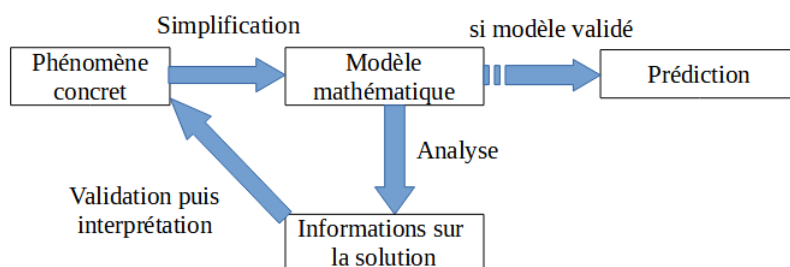 Simplification
si modèle validé
Phénomène
concret
Modèle
mathématique
Prédiction
Analyse
Validation puis
interprétation
Informations sur
la solution